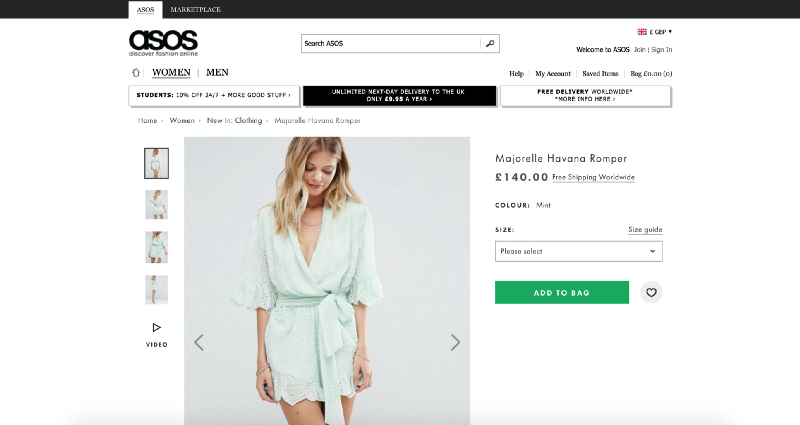 ASOS
MARKETPLACE
£ GBP
asos
discover fashion online
Search ASOS
Welcome to ASOS Join | Sign In
WOMEN | MEN
Help | My Account | Saved Items | Bag £0.00 (0)
STUDENTS: 10% OFF 24/7 + MORE GOOD STUFF ›
UNLIMITED NEXT-DAY DELIVERY TO THE UK
ONLY £9.95 A YEAR ›
FREE DELIVERY WORLDWIDE*
*MORE INFO HERE ›
Home › Women › New In: Clothing › Majorelle Havana Romper
Majorelle Havana Romper
£140.00 Free Shipping Worldwide
COLOUR: Mint
SIZE: Size guide
Please select
ADD TO BAG
VIDEO